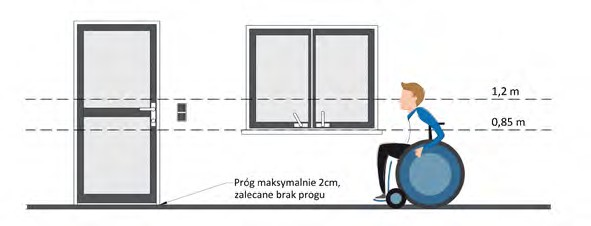 1,2 m
0,85 m
Próg maksymalnie 2cm,
zalecane brak progu